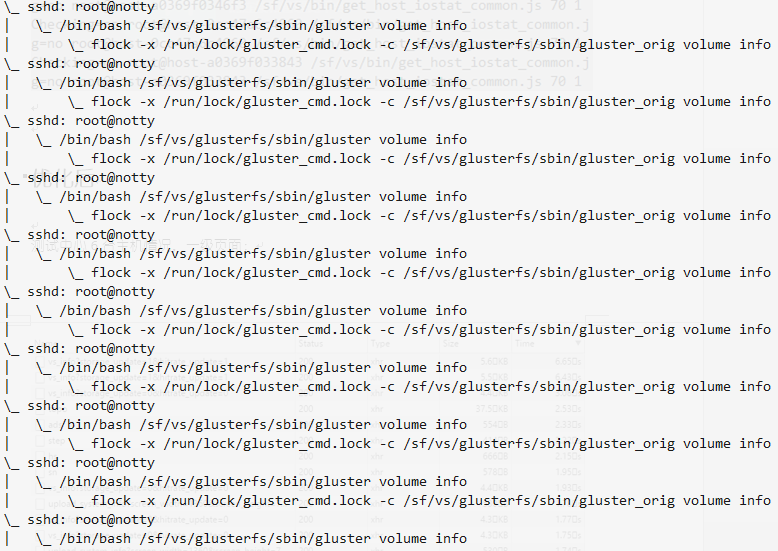 \_ sshd: root@notty
|   \_ /bin/bash /sf/vs/glusterfs/sbin/gluster volume info
|       \_ flock -x /run/lock/gluster_cmd.lock -c /sf/vs/glusterfs/sbin/gluster_orig volume info
\_ sshd: root@notty
|   \_ /bin/bash /sf/vs/glusterfs/sbin/gluster volume info
|       \_ flock -x /run/lock/gluster_cmd.lock -c /sf/vs/glusterfs/sbin/gluster_orig volume info
\_ sshd: root@notty
|   \_ /bin/bash /sf/vs/glusterfs/sbin/gluster volume info
|       \_ flock -x /run/lock/gluster_cmd.lock -c /sf/vs/glusterfs/sbin/gluster_orig volume info
\_ sshd: root@notty
|   \_ /bin/bash /sf/vs/glusterfs/sbin/gluster volume info
|       \_ flock -x /run/lock/gluster_cmd.lock -c /sf/vs/glusterfs/sbin/gluster_orig volume info
\_ sshd: root@notty
|   \_ /bin/bash /sf/vs/glusterfs/sbin/gluster volume info
|       \_ flock -x /run/lock/gluster_cmd.lock -c /sf/vs/glusterfs/sbin/gluster_orig volume info
\_ sshd: root@notty
|   \_ /bin/bash /sf/vs/glusterfs/sbin/gluster volume info
|       \_ flock -x /run/lock/gluster_cmd.lock -c /sf/vs/glusterfs/sbin/gluster_orig volume info
\_ sshd: root@notty
|   \_ /bin/bash /sf/vs/glusterfs/sbin/gluster volume info
|       \_ flock -x /run/lock/gluster_cmd.lock -c /sf/vs/glusterfs/sbin/gluster_orig volume info
\_ sshd: root@notty
|   \_ /bin/bash /sf/vs/glusterfs/sbin/gluster volume info
|       \_ flock -x /run/lock/gluster_cmd.lock -c /sf/vs/glusterfs/sbin/gluster_orig volume info
\_ sshd: root@notty
|   \_ /bin/bash /sf/vs/glusterfs/sbin/gluster volume info
|       \_ flock -x /run/lock/gluster_cmd.lock -c /sf/vs/glusterfs/sbin/gluster_orig volume info
\_ sshd: root@notty
|   \_ /bin/bash /sf/vs/glusterfs/sbin/gluster volume info